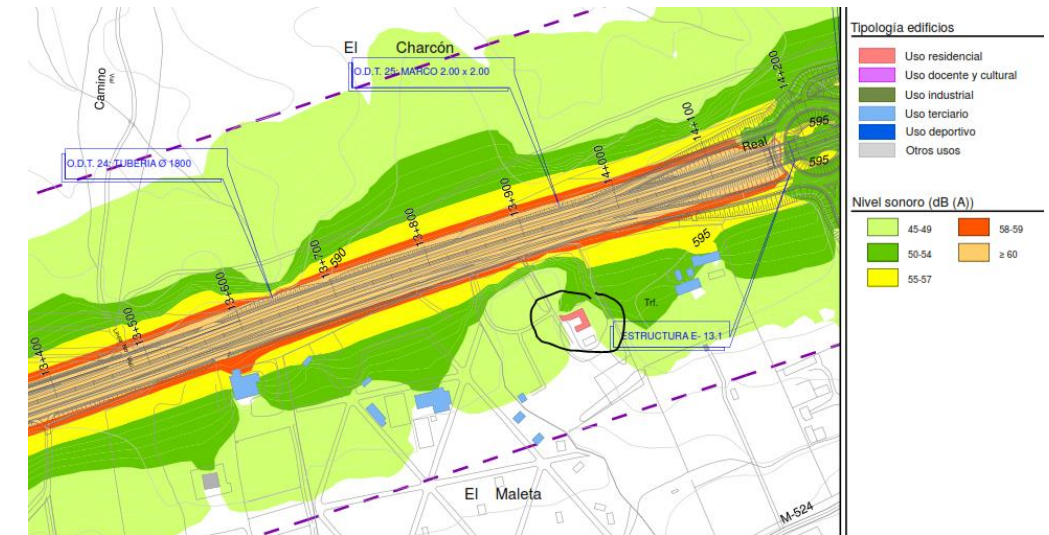 El Charcón
O.D.T. 25: MARCO 2.00 x 2.00
Camino
O.D.T. 24: TUBERIA Ø 1800
14+200
14+100
14+000
13+900
13+800
13+700
13+600
13+500
13+400
590
595
595
595
Real
Trf.
ESTRUCTURA E- 13.1
El Maleta
M-524
Tipología edificios
Uso residencial
Uso docente y cultural
Uso industrial
Uso terciario
Uso deportivo
Otros usos
Nivel sonoro (dB (A))
45-49
58-59
50-54
≥ 60
55-57